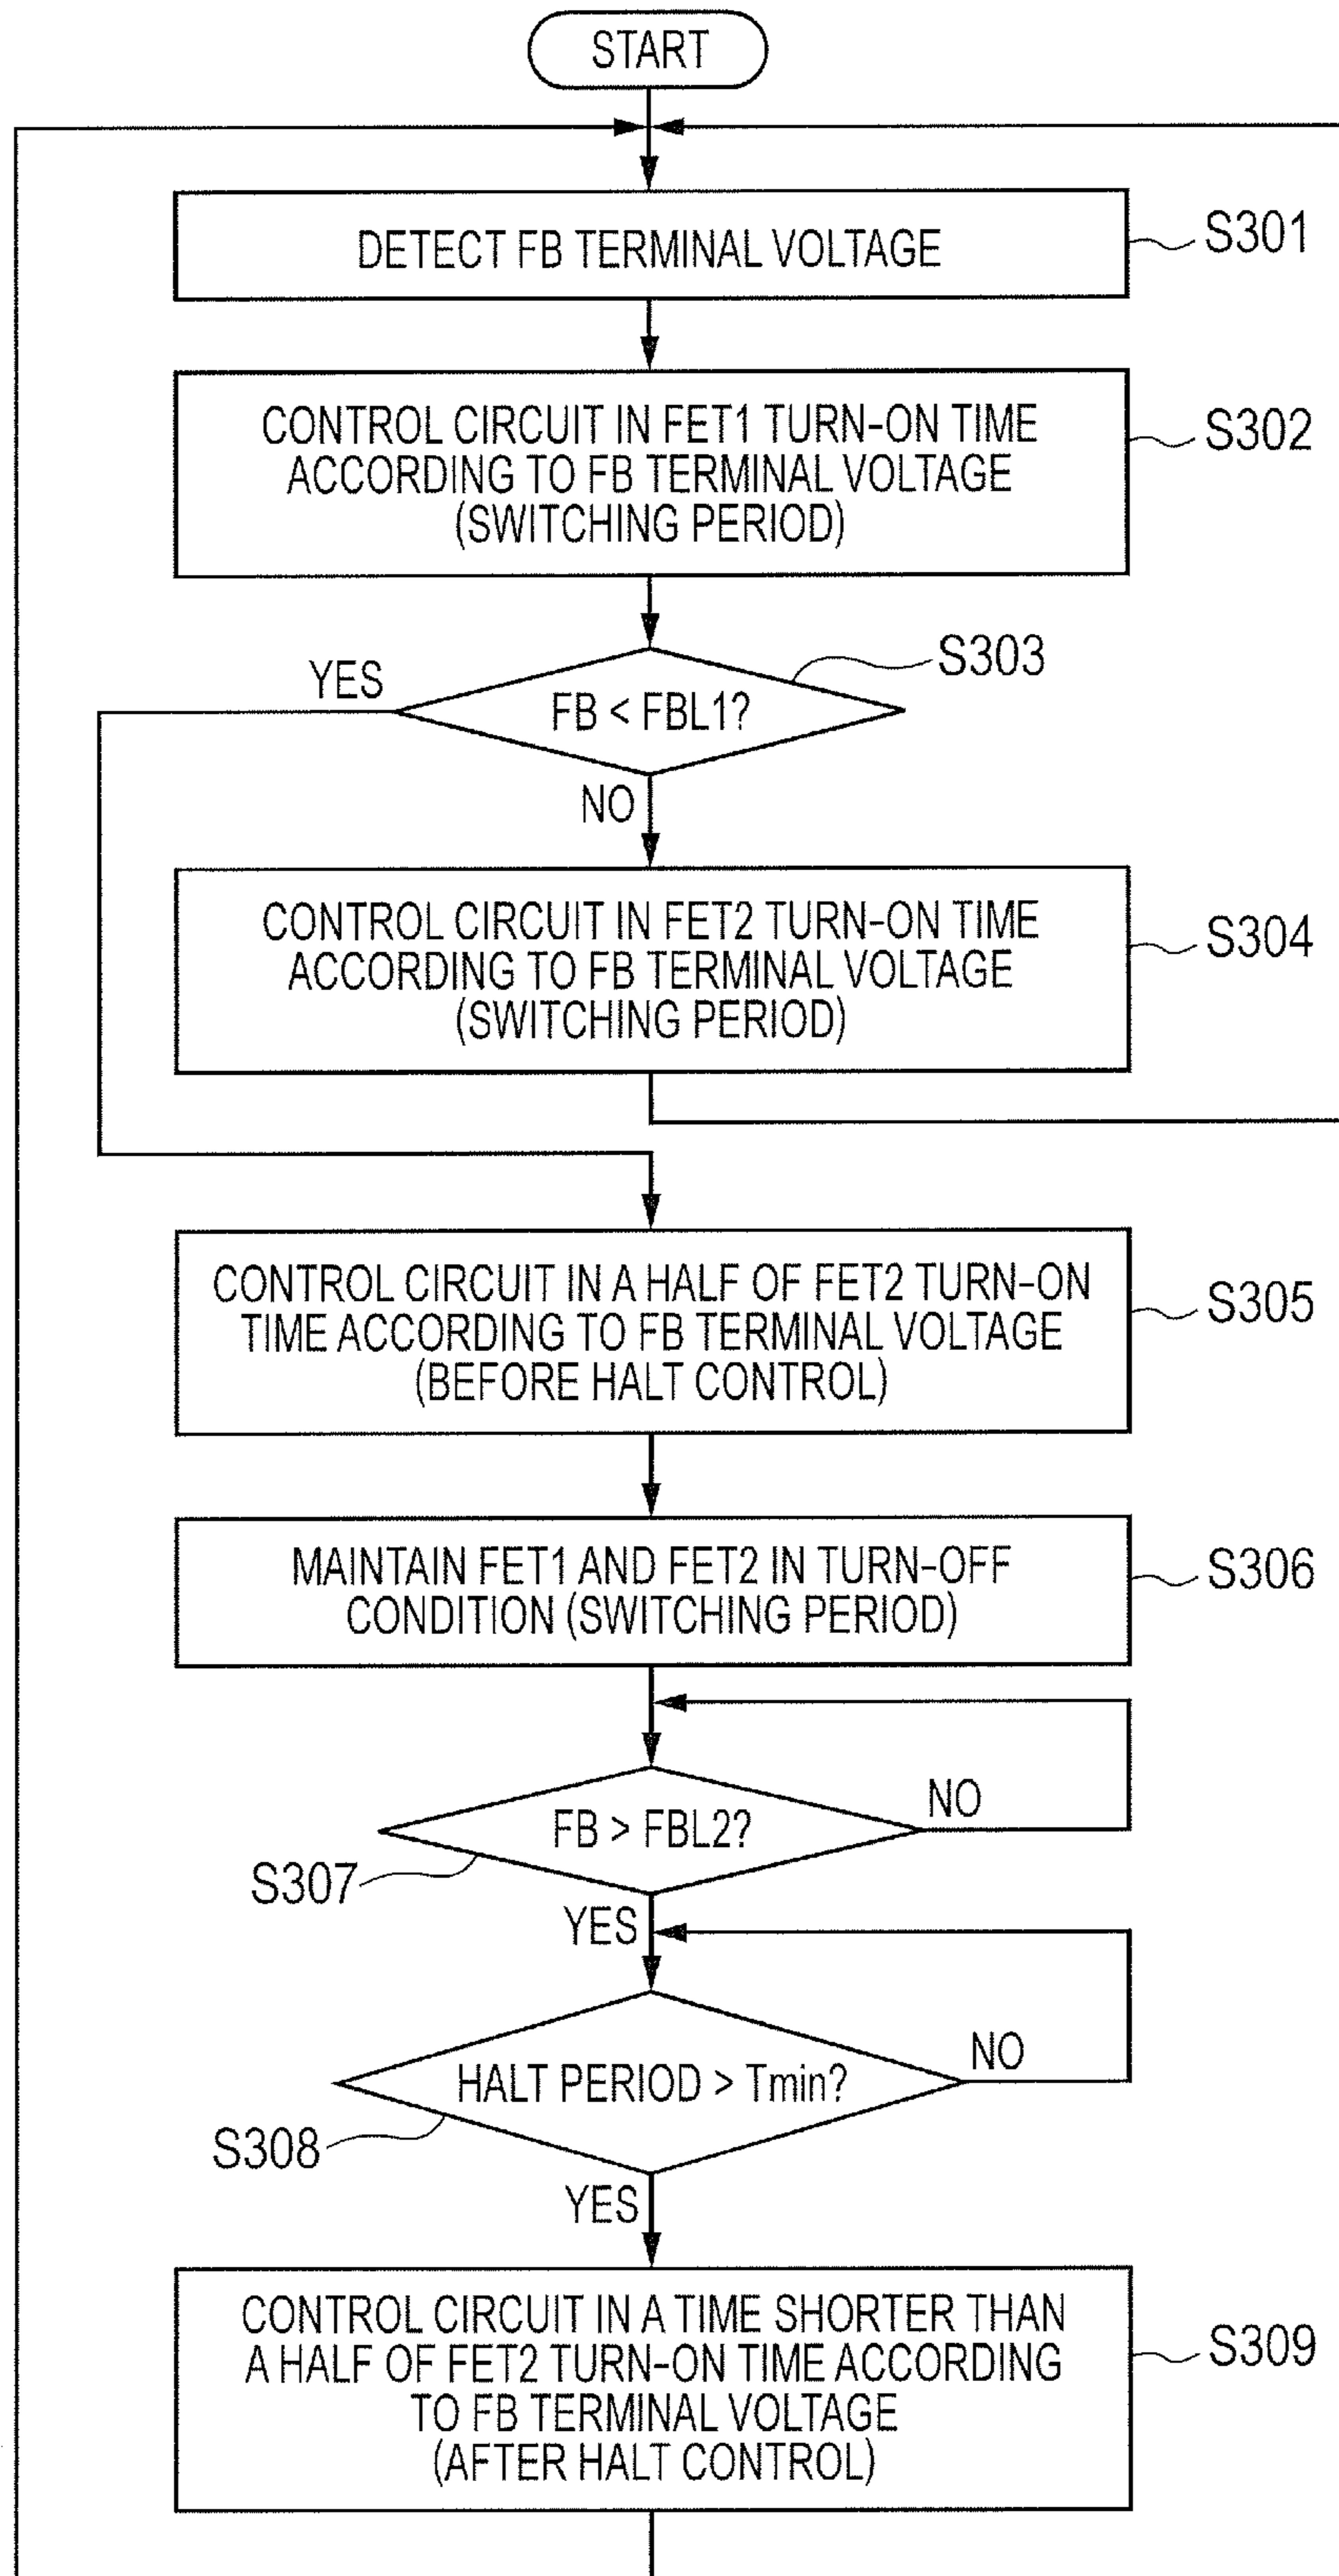 START
DETECT FB TERMINAL VOLTAGE
S301
CONTROL CIRCUIT IN FET1 TURN-ON TIME
ACCORDING TO FB TERMINAL VOLTAGE
(SWITCHING PERIOD)
S302
S303
YES
FB < FBL1?
NO
CONTROL CIRCUIT IN FET2 TURN-ON TIME
ACCORDING TO FB TERMINAL VOLTAGE
(SWITCHING PERIOD)
S304
CONTROL CIRCUIT IN A HALF OF FET2 TURN-ON
TIME ACCORDING TO FB TERMINAL VOLTAGE
(BEFORE HALT CONTROL)
S305
MAINTAIN FET1 AND FET2 IN TURN-OFF
CONDITION (SWITCHING PERIOD)
S306
FB > FBL2?
NO
S307
YES
HALT PERIOD > Tmin?
NO
S308
YES
CONTROL CIRCUIT IN A TIME SHORTER THAN
A HALF OF FET2 TURN-ON TIME ACCORDING
TO FB TERMINAL VOLTAGE
(AFTER HALT CONTROL)
S309